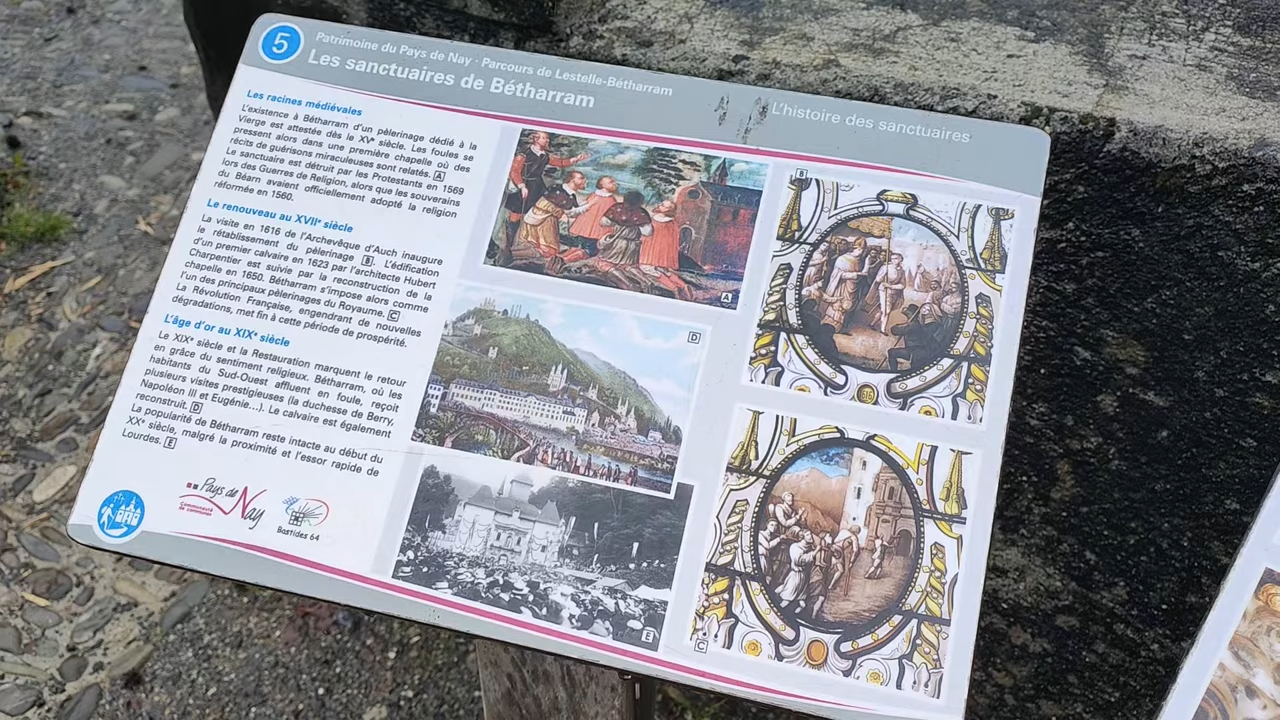 5
Patrimoine du Pays de Nay · Parcours de Lestelle-Bétharram
Les sanctuaires de Bétharram
L'histoire des sanctuaires
Les racines médiévales
L'existence à Bétharram d'un pèlerinage dédié à la
Vierge est attestée dès le XVe siècle. Les foules se
pressent alors dans une première chapelle où des
récits de guérisons miraculeuses sont relatés. A
Le sanctuaire est détruit par les Protestants en 1569
lors des Guerres de Religion, alors que les souverains
du Béarn avaient officiellement adopté la religion
réformée en 1560.
Le renouveau au XVIIe siècle
La visite en 1616 de l'Archevêque d'Auch inaugure
le rétablissement du pèlerinage B. L'édification
d'un premier calvaire en 1623 par l'architecte Hubert
Charpentier est suivie par la reconstruction de la
chapelle en 1650. Bétharram s'impose alors comme
l'un des principaux pèlerinages du Royaume. C
La Révolution Française, engendrant de nouvelles
dégradations, met fin à cette période de prospérité.
L'âge d'or au XIXe siècle
Le XIXe siècle et la Restauration marquent le retour
en grâce du sentiment religieux. Bétharram, où les
habitants du Sud-Ouest affluent en foule, reçoit
plusieurs visites prestigieuses (la duchesse de Berry,
Napoléon III et Eugénie...). Le calvaire est également
reconstruit. D
La popularité de Bétharram reste intacte au début du
XXe siècle, malgré la proximité et l'essor rapide de
Lourdes. E
Pays de Nay
Communauté
de communes
Bastides 64
A
B
D
E
C